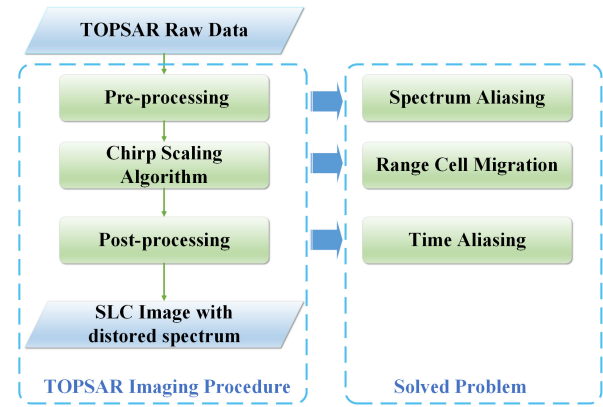 TOPSAR Raw Data
Pre-processing
Spectrum Aliasing
Chirp Scaling
Algorithm
Range Cell Migration
Post-processing
Time Aliasing
SLC Image with
distored spectrum
TOPSAR Imaging Procedure
Solved Problem